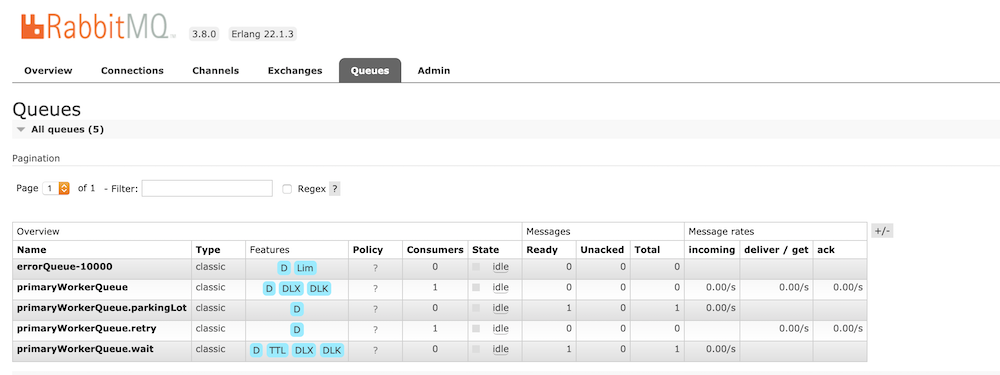 RabbitMQ TM 3.8.0 Erlang 22.1.3
Overview Connections Channels Exchanges Queues Admin
Queues
All queues (5)
Pagination
Page 1 of 1 - Filter: Regex ?
Overview Messages Message rates +/-
Name Type Features Policy Consumers State Ready Unacked Total incoming deliver / get ack
errorQueue-10000 classic D Lim ? 0 idle 0 0 0
primaryWorkerQueue classic D DLX DLK ? 1 idle 0 0 0 0.00/s 0.00/s 0.00/s
primaryWorkerQueue.parkingLot classic D ? 0 idle 1 0 1 0.00/s
primaryWorkerQueue.retry classic D ? 1 idle 0 0 0 0.00/s 0.00/s
primaryWorkerQueue.wait classic D TTL DLX DLK ? 0 idle 1 0 1 0.00/s